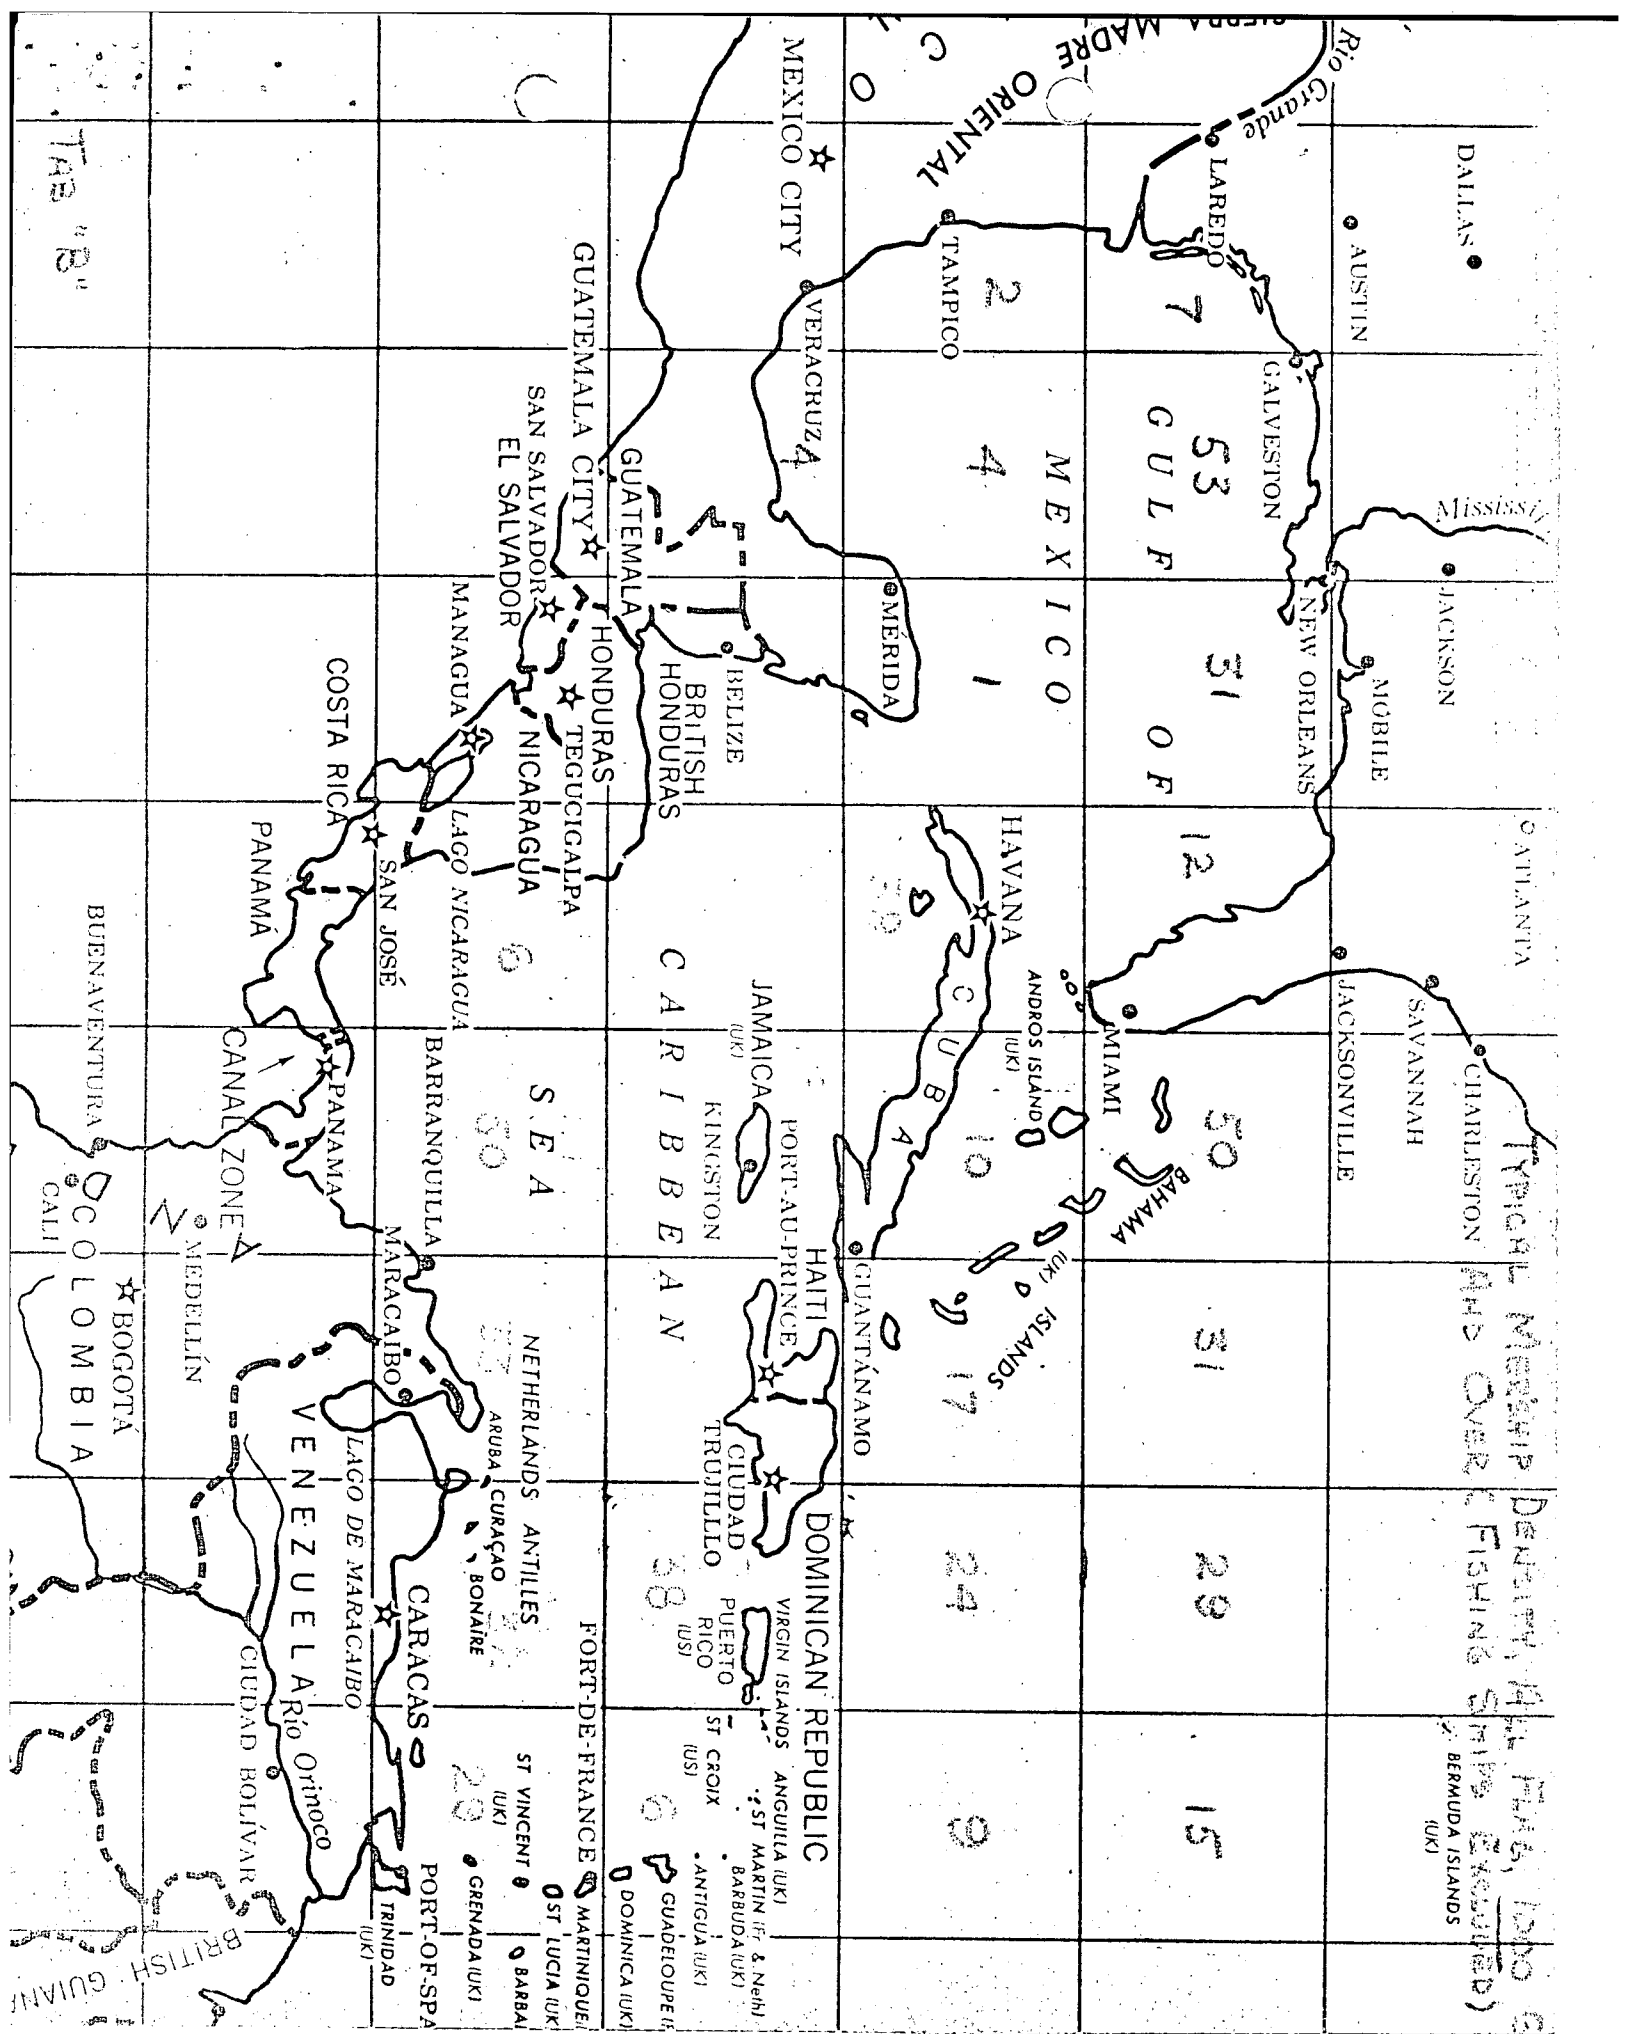 TYPICAL MERSHIP DENSITY, ALL FLAG, 1000 G
AND OVER ( FISHING SHIPS EXCLUDED)
BERMUDA ISLANDS
(UK)
DALLAS
AUSTIN
Rio Grande
LAREDO
SIERRA MADRE ORIENTAL
C
O
GALVESTON
Mississi
JACKSON
NEW ORLEANS
MOBILE
ATLANTA
JACKSONVILLE
SAVANNAH
CHARLESTON
MIAMI
7
53
31
12
50
31
29
15
GULF OF
MEXICO
2
4
1
10
17
24
9
TAMPICO
MEXICO CITY
VERACRUZ
4
MÉRIDA
HAVANA
CUBA
ANDROS ISLAND
(UK)
BAHAMA
(UK)
ISLANDS
GUANTÁNAMO
HAITI
PORT-AU-PRINCE
DOMINICAN REPUBLIC
CIUDAD
TRUJILLO
JAMAICA
(UK)
KINGSTON
PUERTO
RICO
(US)
VIRGIN ISLANDS
ANGUILLA (UK)
ST MARTIN (Fr & Neth)
BARBUDA (UK)
ST CROIX
(US)
ANTIGUA (UK)
GUADELOUPE
DOMINICA (UK)
MARTINIQUE
FORT-DE-FRANCE
ST LUCIA (UK
ST VINCENT
(UK)
BARBA
GRENADA (UK)
PORT-OF-SPA
TRINIDAD
(UK)
BELIZE
BRITISH
HONDURAS
GUATEMALA
GUATEMALA CITY
HONDURAS
TEGUCIGALPA
SAN SALVADOR
EL SALVADOR
NICARAGUA
MANAGUA
LAGO NICARAGUA
COSTA RICA
SAN JOSÉ
PANAMÁ
PANAMA
CANAL ZONE
CARIBBEAN
SEA
38
6
6
29
NETHERLANDS ANTILLES
ARUBA
CURAÇAO
BONAIRE
BARRANQUILLA
MARACAIBO
LAGO DE MARACAIBO
CARACAS
VENEZUELA
Río Orinoco
CIUDAD BOLÍVAR
BRITISH GUIANA
BUENAVENTURA
CALI
MEDELLÍN
BOGOTÁ
COLOMBIA
TAB "B"